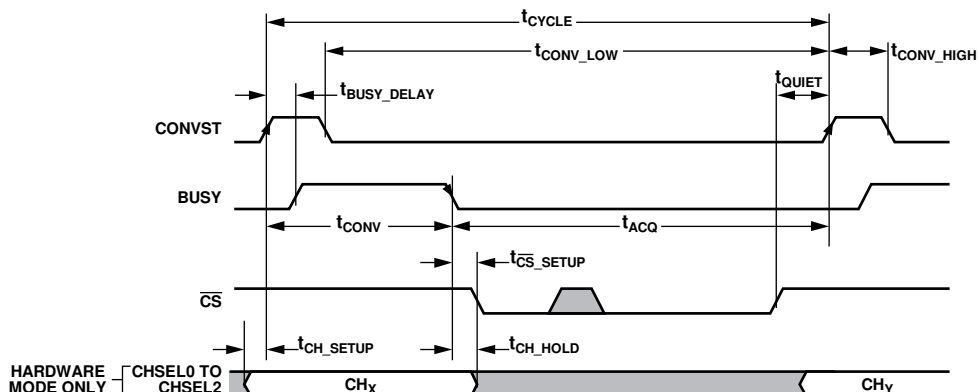 tCYCLE
tCONV_LOW
tCONV_HIGH
tQUIET
tBUSY_DELAY
CONVST
BUSY
tCONV
tACQ
tCS_SETUP
CS
tCH_SETUP
tCH_HOLD
HARDWARE
MODE ONLY
CHSEL0 TO
CHSEL2
CHX
CHY